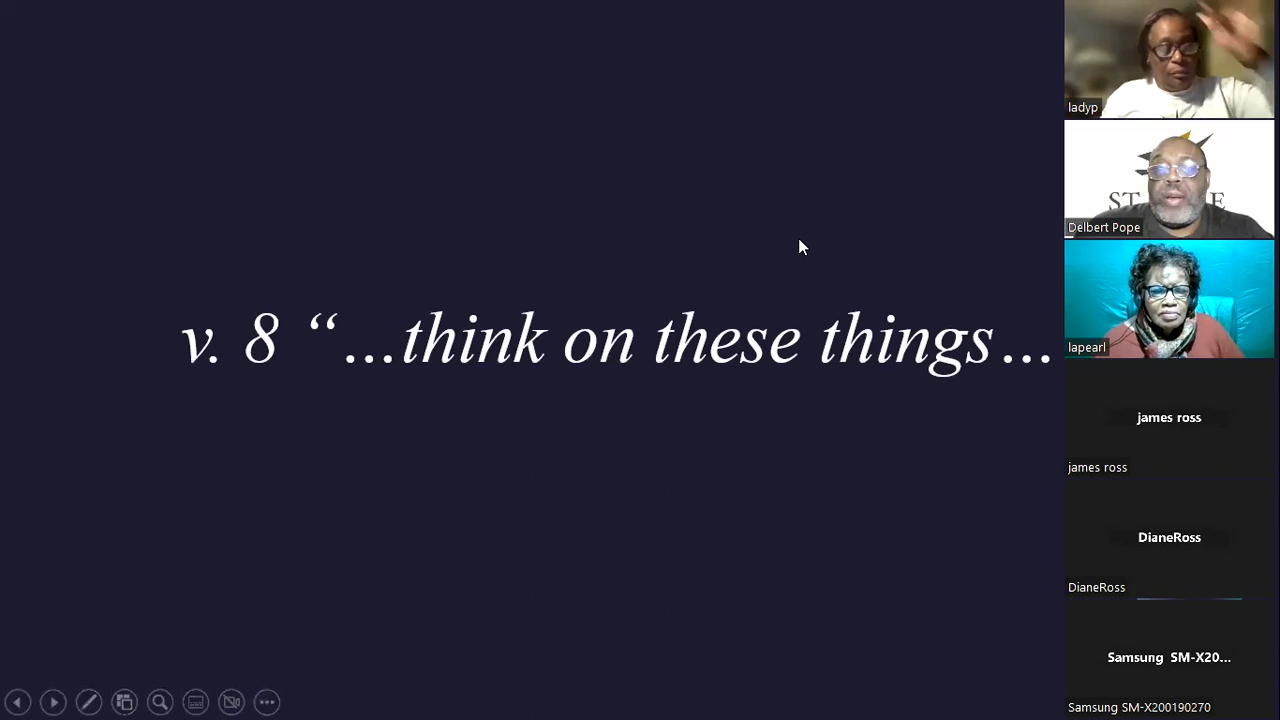 v. 8 “…think on these things…
ladyp
ST
E
Delbert Pope
lapearl
james ross
james ross
DianeRoss
DianeRoss
Samsung SM-X20...
Samsung SM-X200190270